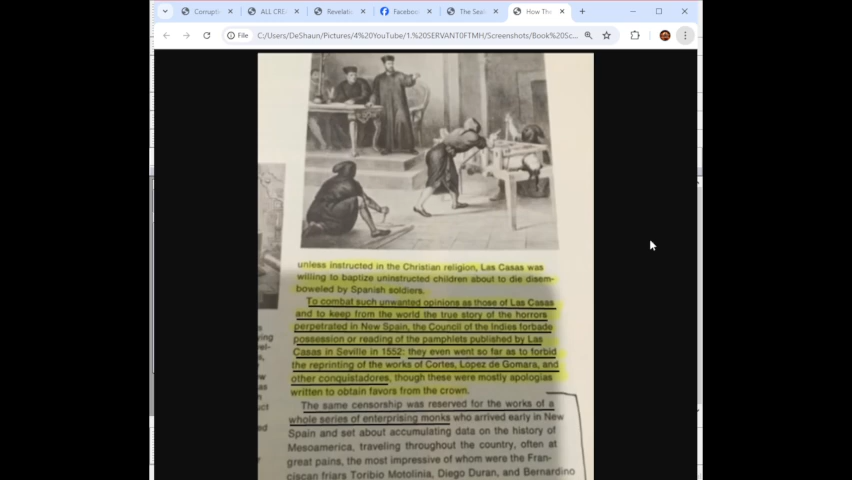 Corrupti
ALL CRE
Revelatio
Faceboo
The Seal
How The
File
C:/Users/DeShaun/Pictures/4%20YouTube/1.%20SERVANT0FTMH/Screenshots/Book%20Sc...
unless instructed in the Christian religion, Las Casas was
willing to baptize uninstructed children about to die disem-
boweled by Spanish soldiers.
To combat such unwanted opinions as those of Las Casas
and to keep from the world the true story of the horrors
perpetrated in New Spain, the Council of the Indies forbade
possession or reading of the pamphlets published by Las
Casas in Seville in 1552; they even went so far as to forbid
the reprinting of the works of Cortes, Lopez de Gomara, and
other conquistadores, though these were mostly apologias
written to obtain favors from the crown.
The same censorship was reserved for the works of a
whole series of enterprising monks who arrived early in New
Spain and set about accumulating data on the history of
Mesoamerica, traveling throughout the country, often at
great pains, the most impressive of whom were the Fran-
ciscan friars Toribio Motolinia, Diego Duran, and Bernardino